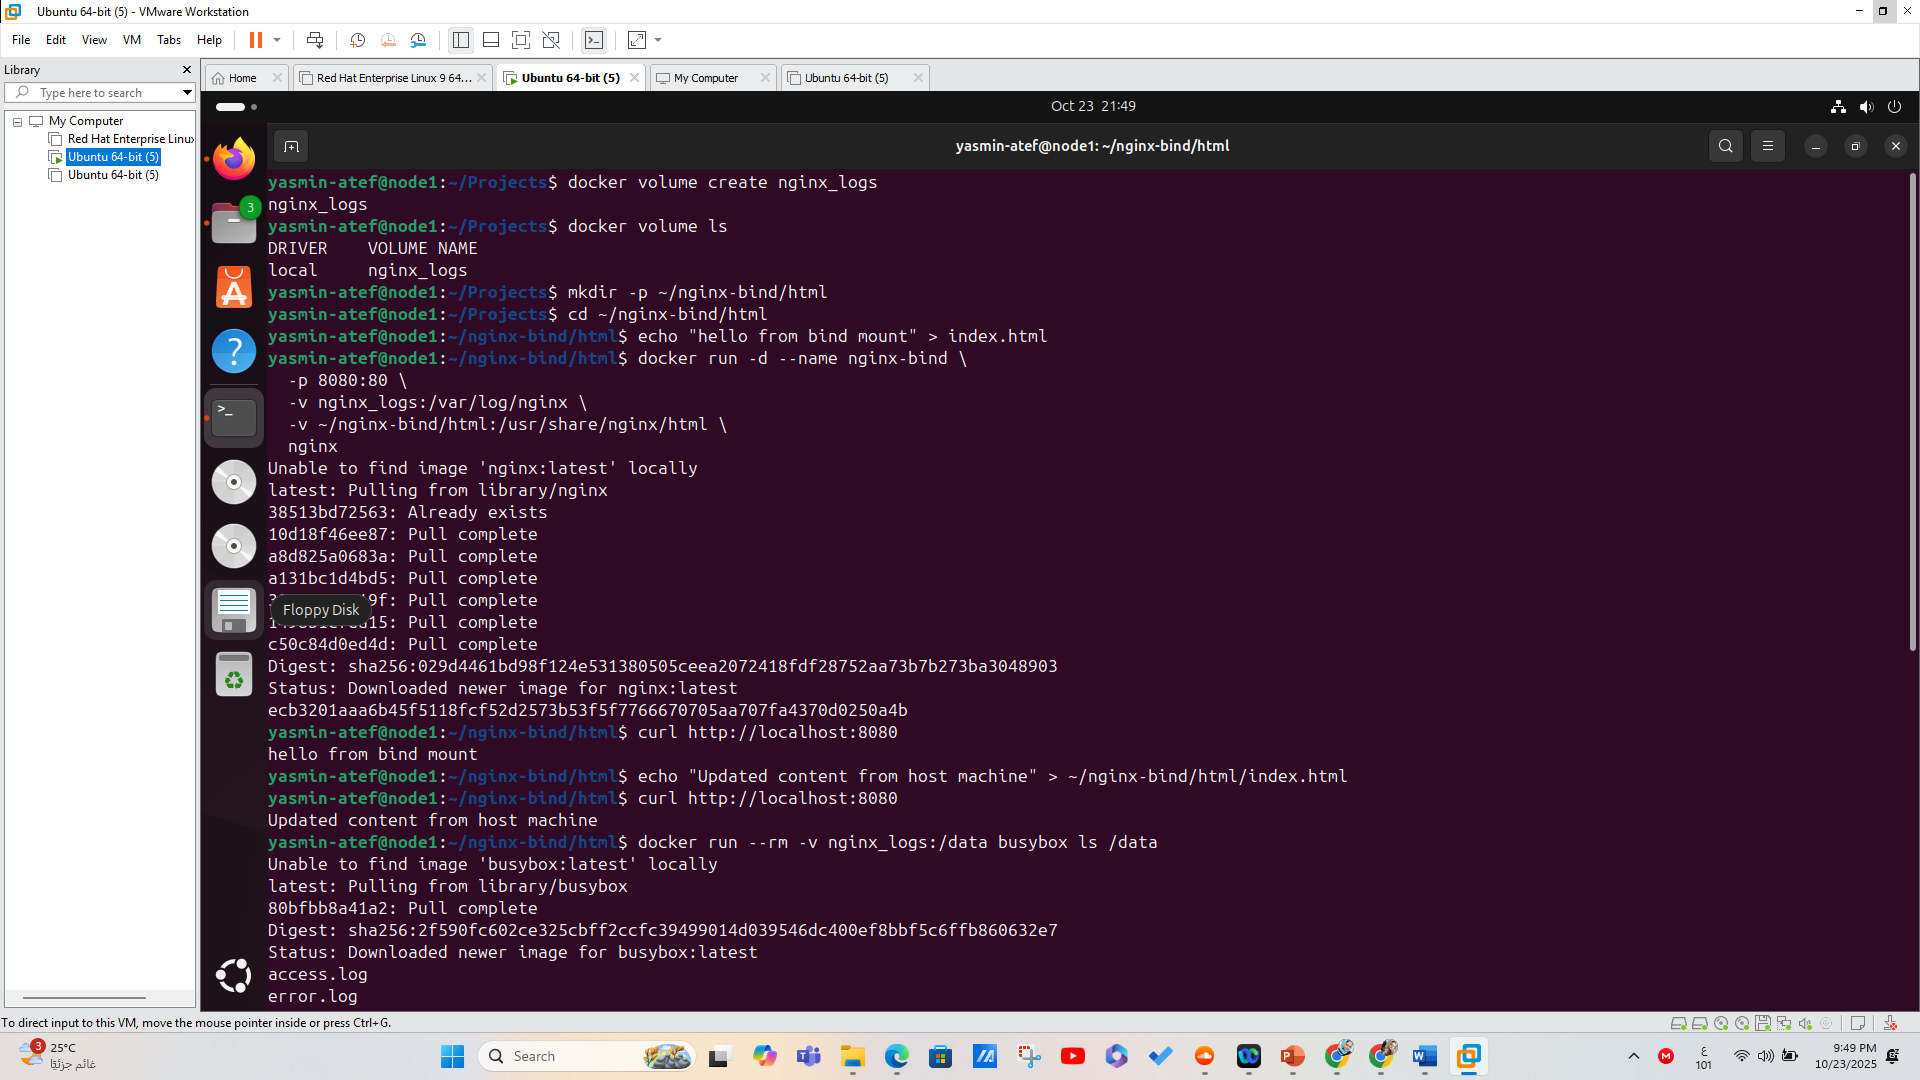 Ubuntu 64-bit (5) - VMware Workstation
File Edit View VM Tabs Help
Library
Home
Red Hat Enterprise Linux 9 64...
Ubuntu 64-bit (5)
My Computer
Ubuntu 64-bit (5)
Type here to search
My Computer
Red Hat Enterprise Linux
Ubuntu 64-bit (5)
Ubuntu 64-bit (5)
Oct 23 21:49
yasmin-atef@node1: ~/nginx-bind/html
3
yasmin-atef@node1:~/Projects$ docker volume create nginx_logs
nginx_logs
yasmin-atef@node1:~/Projects$ docker volume ls
DRIVER    VOLUME NAME
local     nginx_logs
yasmin-atef@node1:~/Projects$ mkdir -p ~/nginx-bind/html
yasmin-atef@node1:~/Projects$ cd ~/nginx-bind/html
yasmin-atef@node1:~/nginx-bind/html$ echo "hello from bind mount" > index.html
yasmin-atef@node1:~/nginx-bind/html$ docker run -d --name nginx-bind \
  -p 8080:80 \
  -v nginx_logs:/var/log/nginx \
  -v ~/nginx-bind/html:/usr/share/nginx/html \
  nginx
Unable to find image 'nginx:latest' locally
latest: Pulling from library/nginx
38513bd72563: Already exists
10d18f46ee87: Pull complete
a8d825a0683a: Pull complete
a131bc1d4bd5: Pull complete
9f: Pull complete
Floppy Disk
15: Pull complete
c50c84d0ed4d: Pull complete
Digest: sha256:029d4461bd98f124e531380505ceea2072418fdf28752aa73b7b273ba3048903
Status: Downloaded newer image for nginx:latest
ecb3201aaa6b45f5118fcf52d2573b53f5f7766670705aa707fa4370d0250a4b
yasmin-atef@node1:~/nginx-bind/html$ curl http://localhost:8080
hello from bind mount
yasmin-atef@node1:~/nginx-bind/html$ echo "Updated content from host machine" > ~/nginx-bind/html/index.html
yasmin-atef@node1:~/nginx-bind/html$ curl http://localhost:8080
Updated content from host machine
yasmin-atef@node1:~/nginx-bind/html$ docker run --rm -v nginx_logs:/data busybox ls /data
Unable to find image 'busybox:latest' locally
latest: Pulling from library/busybox
80bfbb8a41a2: Pull complete
Digest: sha256:2f590fc602ce325cbff2ccfc39499014d039546dc400ef8bbf5c6ffb860632e7
Status: Downloaded newer image for busybox:latest
access.log
error.log
To direct input to this VM, move the mouse pointer inside or press Ctrl+G.
3
25°C
غائم جزئيًا
Search
ع
101
9:49 PM
10/23/2025